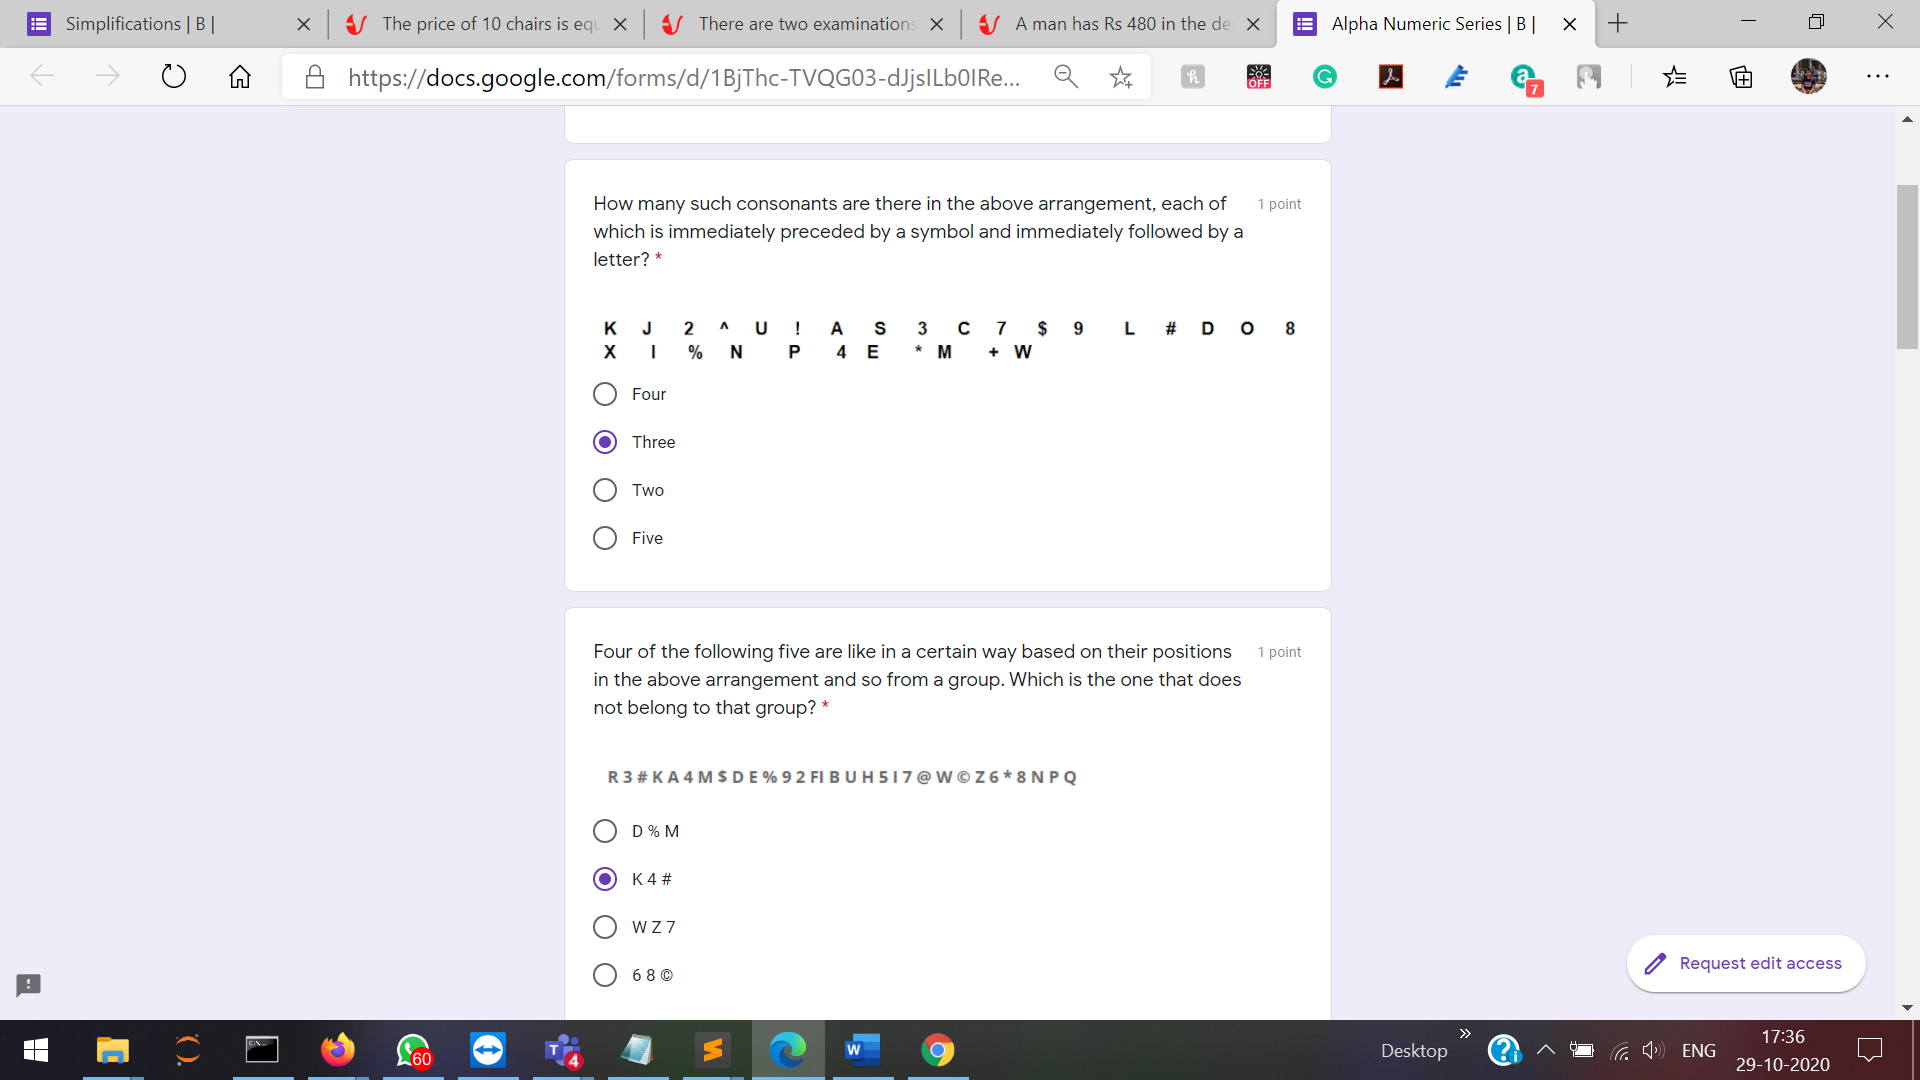 Simplifications | B |
The price of 10 chairs is equ
There are two examinations
A man has Rs 480 in the de
Alpha Numeric Series | B |
https://docs.google.com/forms/d/1BjThc-TVQG03-dJjsILb0IRe...
OFF
a
7
How many such consonants are there in the above arrangement, each of
which is immediately preceded by a symbol and immediately followed by a
letter? *
1 point
K J 2 ^ U ! A S 3 C 7 $ 9 L # D O 8
X I % N P 4 E * M + W
Four
Three
Two
Five
Four of the following five are like in a certain way based on their positions
in the above arrangement and so from a group. Which is the one that does
not belong to that group? *
1 point
R 3 # K A 4 M $ D E % 9 2 F I B U H 5 I 7 @ W © Z 6 * 8 N P Q
D % M
K 4 #
W Z 7
6 8 ©
Request edit access
60
T
4
W
Desktop
ENG
17:36
29-10-2020